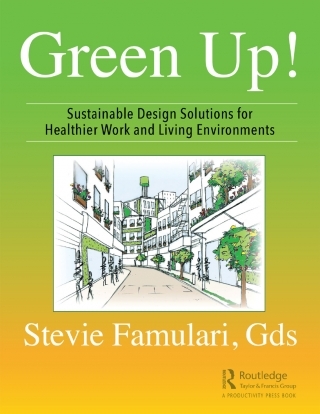 Green Up!
Sustainable Design Solutions for
Healthier Work and Living Environments
Stevie Famulari, Gds
R Routledge
Taylor & Francis Group
A PRODUCTIVITY PRESS BOOK